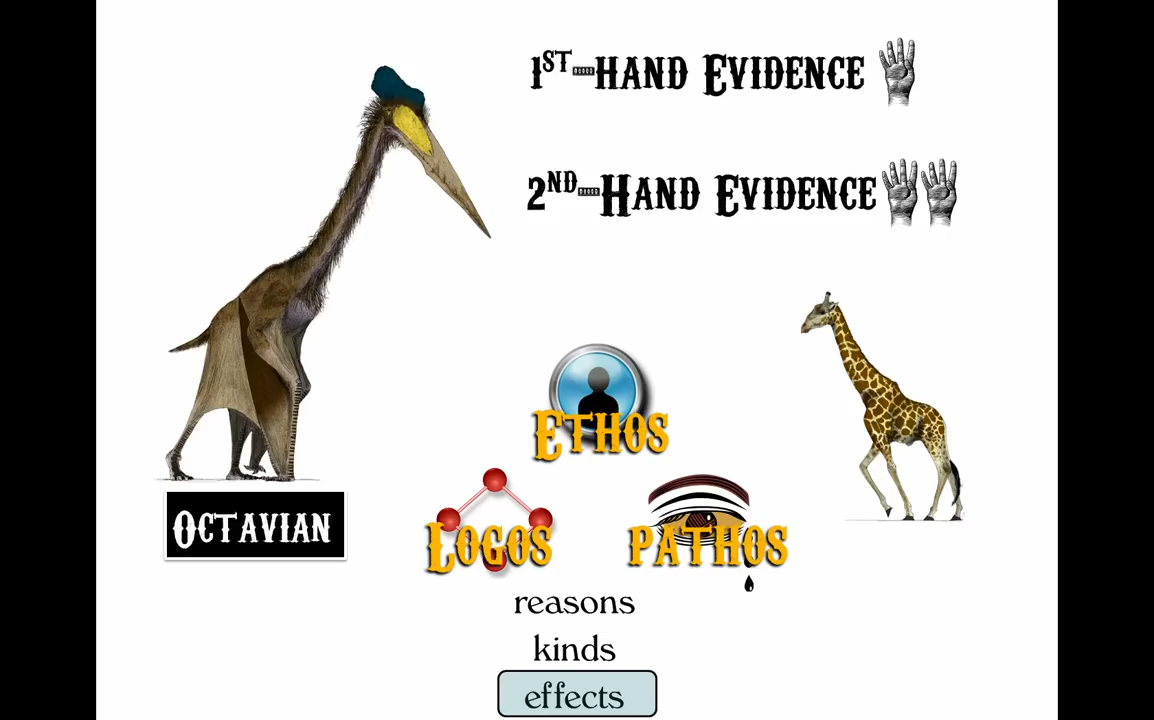 1ST-HAND EVIDENCE
2ND-HAND EVIDENCE
ETHOS
OCTAVIAN
LOGOS
PATHOS
reasons
kinds
effects